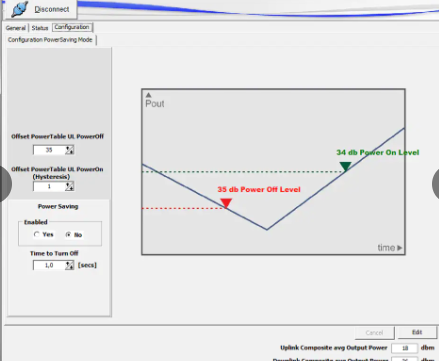 Disconnect
General Status Configuration
Configuration PowerSaving Mode
Offset PowerTable UL PowerOff
35
Offset PowerTable UL PowerOn
(Hysteresis)
1
Power Saving
Enabled
Yes No
Time to Turn Off
1,0 [secs]
Pout
34 db Power On Level
35 db Power Off Level
time
Cancel Edit
Uplink Composite avg Output Power 18 dbm
Downlink Composite avg Output Power dbm